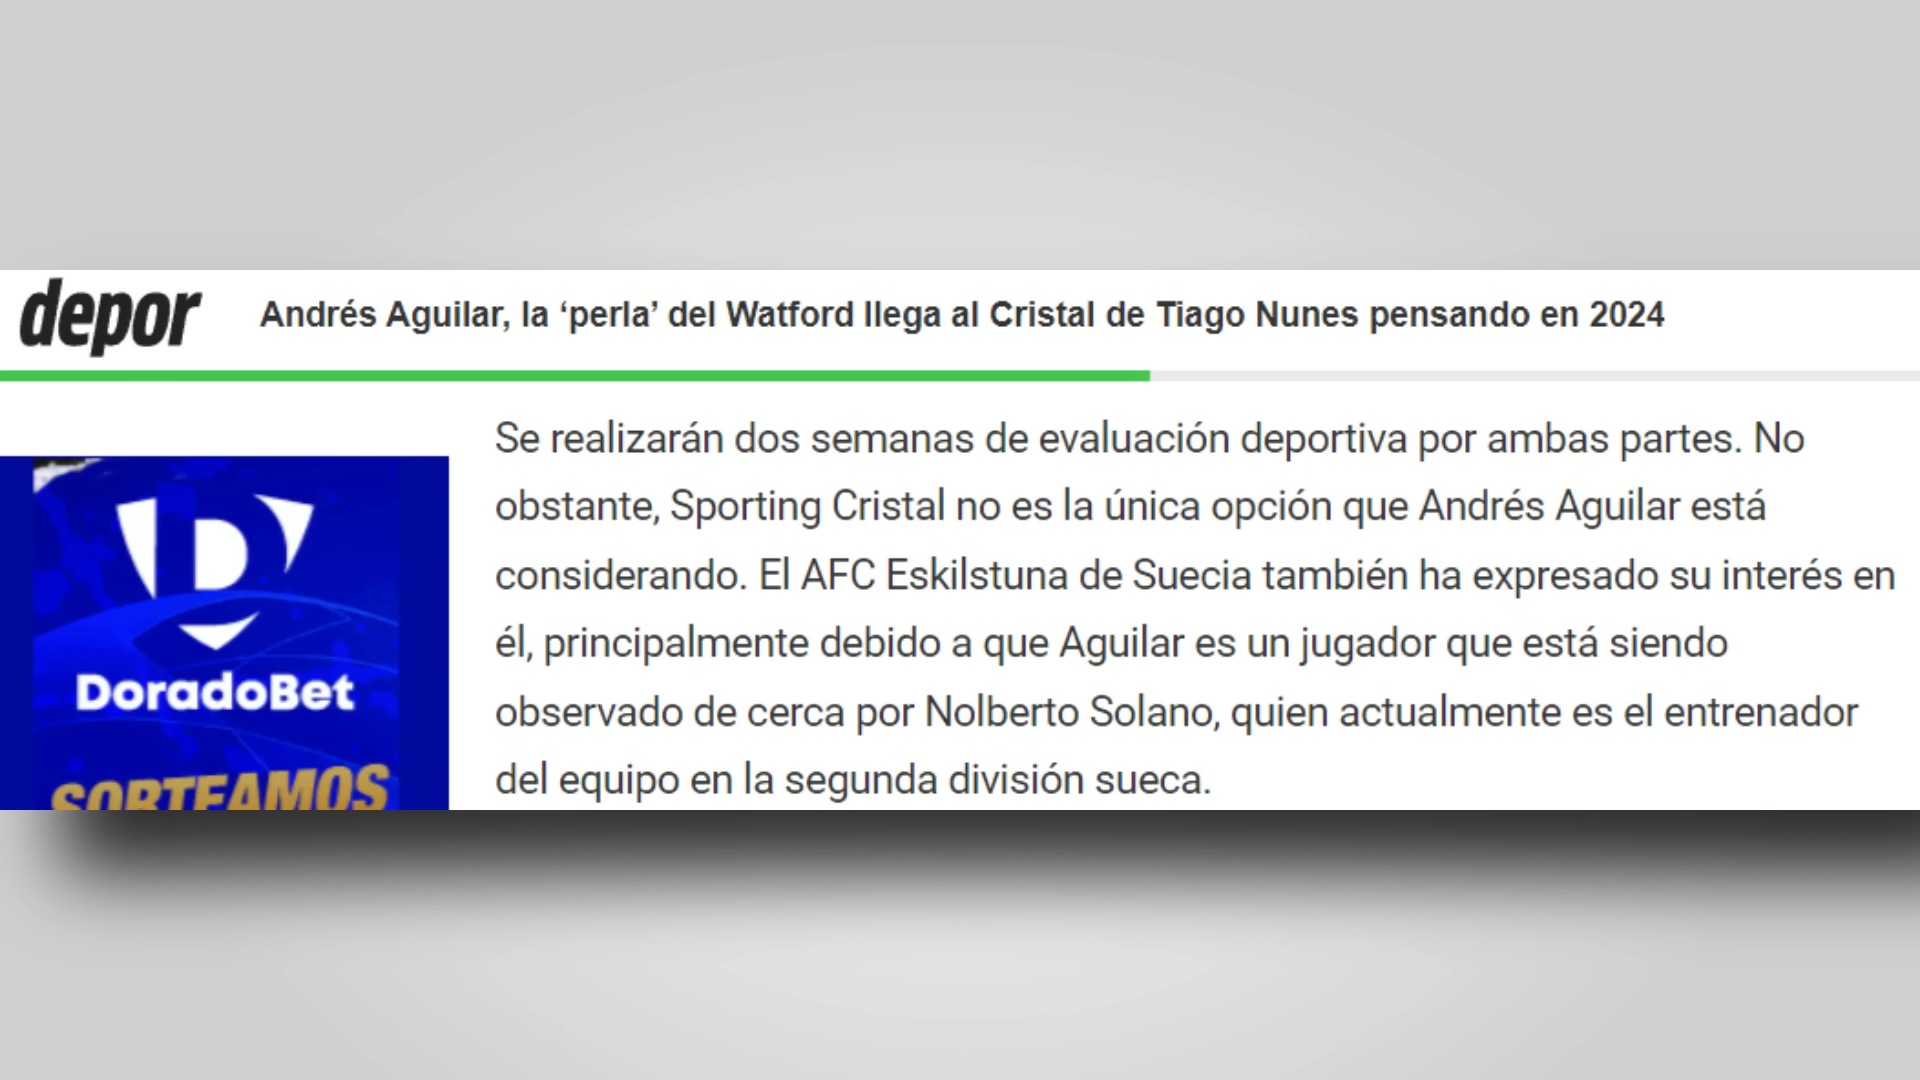 depor
Andrés Aguilar, la ‘perla’ del Watford llega al Cristal de Tiago Nunes pensando en 2024
Se realizarán dos semanas de evaluación deportiva por ambas partes. No
obstante, Sporting Cristal no es la única opción que Andrés Aguilar está
considerando. El AFC Eskilstuna de Suecia también ha expresado su interés en
él, principalmente debido a que Aguilar es un jugador que está siendo
observado de cerca por Nolberto Solano, quien actualmente es el entrenador
del equipo en la segunda división sueca.
D
DoradoBet
SORTEAMOS